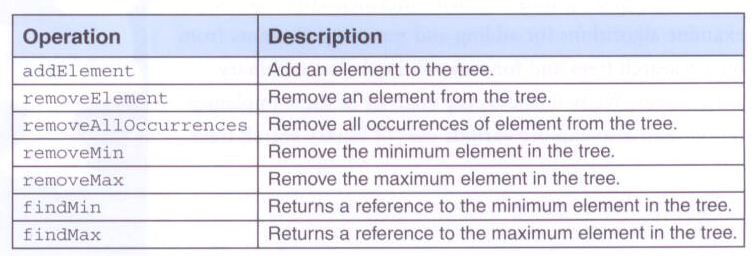 Operation Description
addElement Add an element to the tree.
removeElement Remove an element from the tree.
removeAllOccurrences Remove all occurrences of element from the tree.
removeMin Remove the minimum element in the tree.
removeMax Remove the maximum element in the tree.
findMin Returns a reference to the minimum element in the tree.
findMax Returns a reference to the maximum element in the tree.